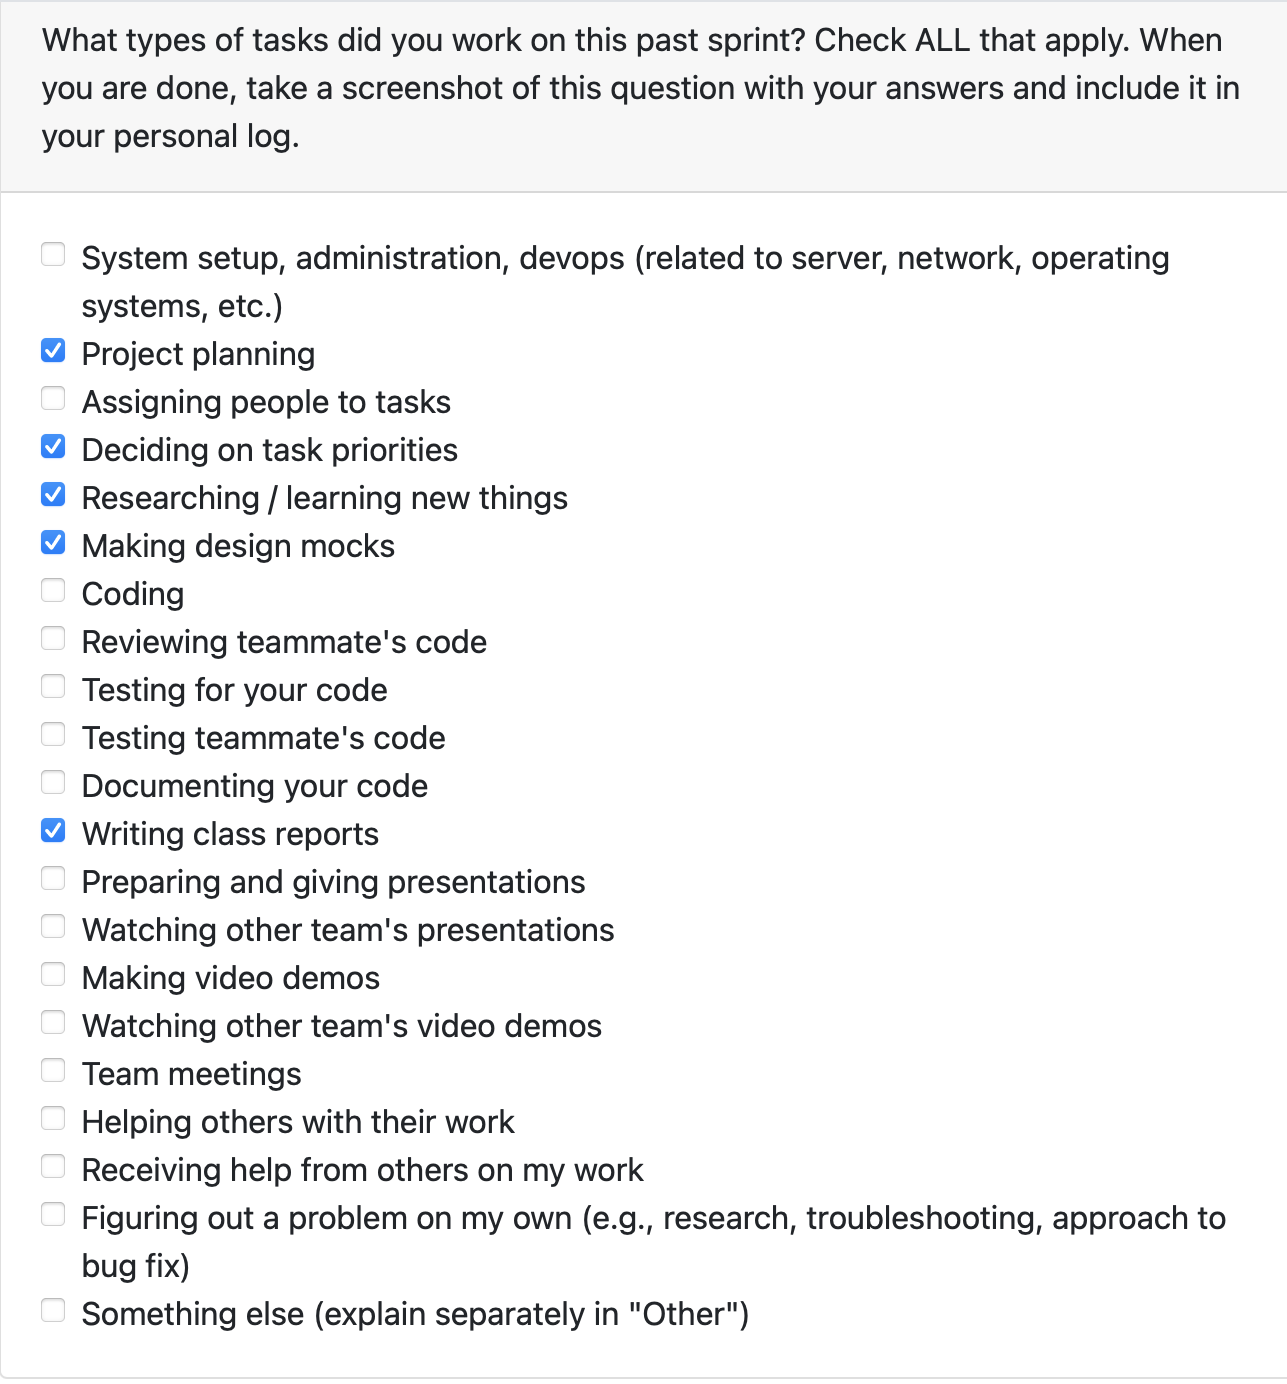 What types of tasks did you work on this past sprint? Check ALL that apply. When
you are done, take a screenshot of this question with your answers and include it in
your personal log.
System setup, administration, devops (related to server, network, operating
systems, etc.)
Project planning
Assigning people to tasks
Deciding on task priorities
Researching / learning new things
Making design mocks
Coding
Reviewing teammate's code
Testing for your code
Testing teammate's code
Documenting your code
Writing class reports
Preparing and giving presentations
Watching other team's presentations
Making video demos
Watching other team's video demos
Team meetings
Helping others with their work
Receiving help from others on my work
Figuring out a problem on my own (e.g., research, troubleshooting, approach to
bug fix)
Something else (explain separately in "Other")